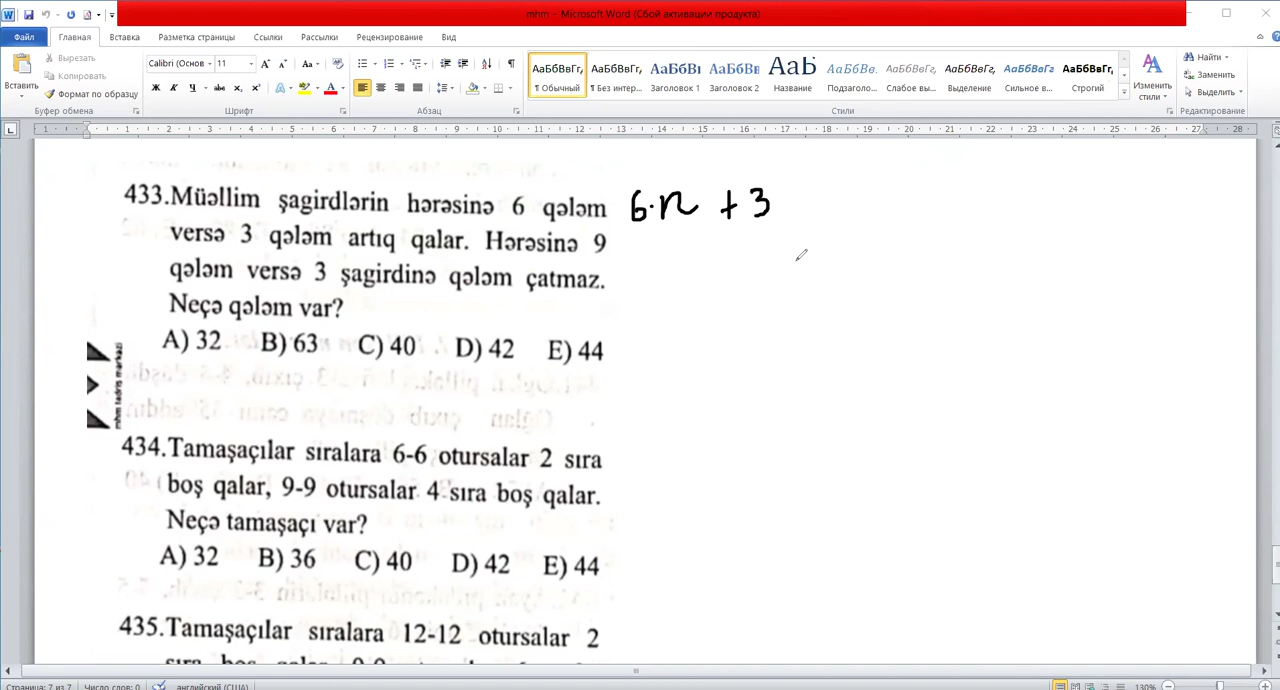 mhm – Microsoft Word (Сбой активации продукта)
Файл Главная Вставка Разметка страницы Ссылки Рассылки Рецензирование Вид
Вставить
Вырезать
Копировать
Формат по образцу
Буфер обмена
Calibri (Основ 11
Шрифт
Абзац
АаБбВвГг, АаБбВвГг, АаБбВı АаБбВв АаБ АаБбВв. АаБбВвГг АаБбВвГг АаБбВвГг АаБбВвГг,
¶ Обычный ¶ Без интер... Заголовок 1 Заголовок 2 Название Подзаголо... Слабое вы... Выделение Сильное в... Строгий
Стили
Изменить стили
Найти
Заменить
Выделить
Редактирование
433. Müəllim şagirdlərin hərəsinə 6 qələm
versə 3 qələm artıq qalar. Hərəsinə 9
qələm versə 3 şagirdinə qələm çatmaz.
Neçə qələm var?
A) 32 B) 63 C) 40 D) 42 E) 44
6·n + 3
mhm tədris mərkəzi
434. Tamaşaçılar sıralara 6-6 otursalar 2 sıra
boş qalar, 9-9 otursalar 4 sıra boş qalar.
Neçə tamaşaçı var?
A) 32 B) 36 C) 40 D) 42 E) 44
435. Tamaşaçılar sıralara 12-12 otursalar 2
Страница: 7 из 7 Число слов: 0 английский (США) 130%